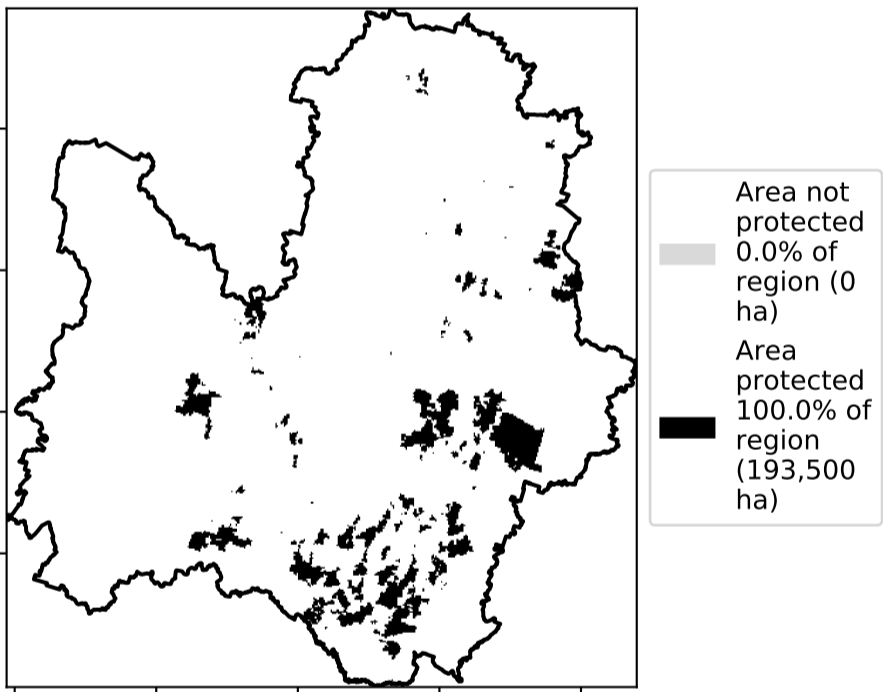 Area not
protected
0.0% of
region (0
ha)
Area
protected
100.0% of
region
(193,500
ha)